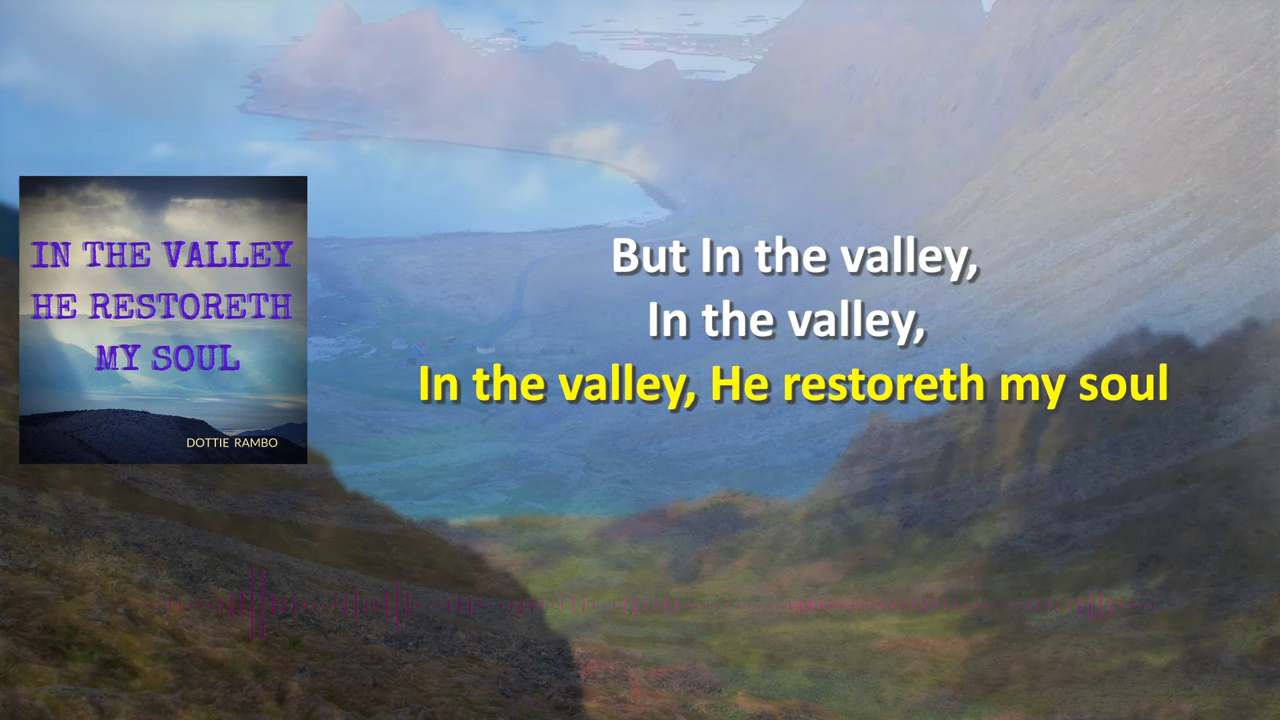 IN THE VALLEY
HE RESTORETH
MY SOUL
DOTTIE RAMBO
But In the valley,
In the valley,
In the valley, He restoreth my soul